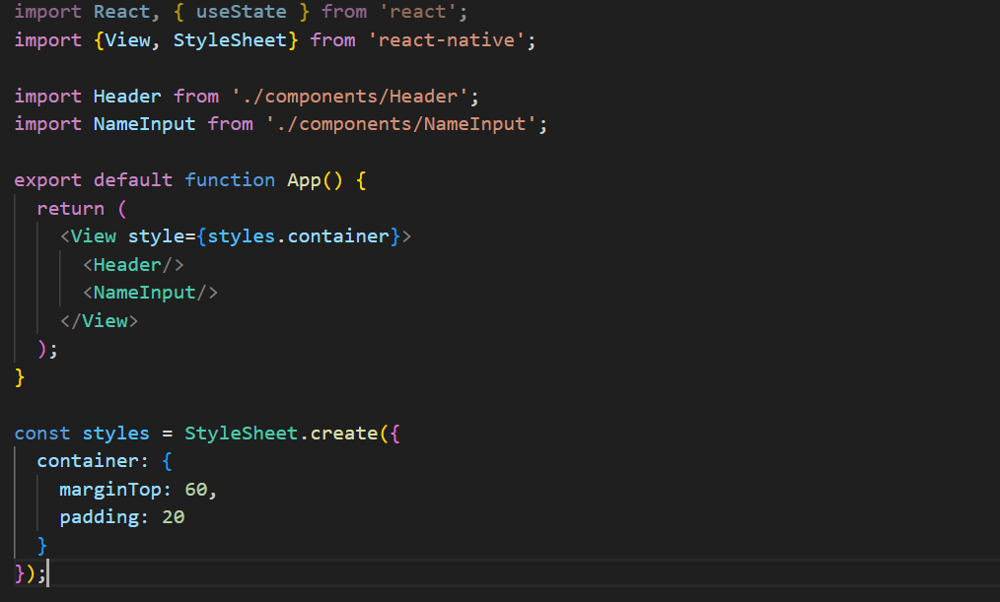 import React, { useState } from 'react';
import {View, StyleSheet} from 'react-native';

import Header from './components/Header';
import NameInput from './components/NameInput';

export default function App() {
  return (
    <View style={styles.container}>
      <Header/>
      <NameInput/>
    </View>
  );
}

const styles = StyleSheet.create({
  container: {
    marginTop: 60,
    padding: 20
  }
});